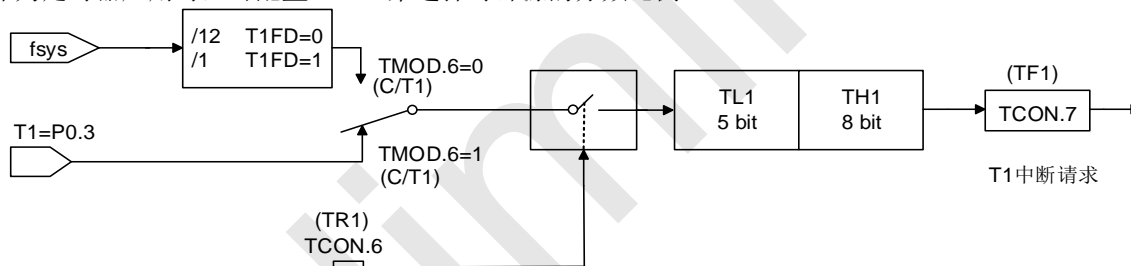 /12 T1FD=0
fsys
/1 T1FD=1
TMOD.6=0
(C/T1)
(TF1)
TL1
5 bit
TH1
8 bit
TCON.7
T1=P0.3
TMOD.6=1
(C/T1)
T1中断请求
(TR1)
TCON.6